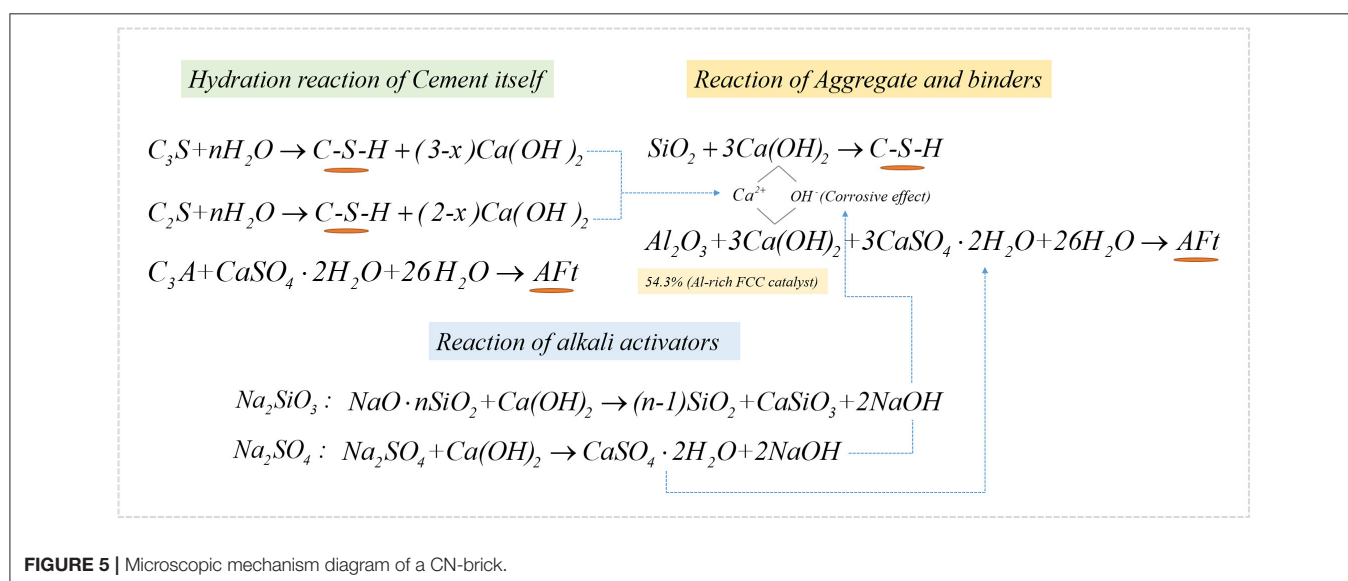 Hydration reaction of Cement itself
C₃S+nH₂O → C-S-H + (3-x)Ca(OH)₂
C₂S+nH₂O → C-S-H + (2-x)Ca(OH)₂
C₃A+CaSO₄·2H₂O+26H₂O → AFt
Reaction of Aggregate and binders
SiO₂ + 3Ca(OH)₂ → C-S-H
Ca²⁺ OH⁻ (Corrosive effect)
Al₂O₃+3Ca(OH)₂+3CaSO₄·2H₂O+26H₂O → AFt
54.3% (Al-rich FCC catalyst)
Reaction of alkali activators
Na₂SiO₃ : NaO·nSiO₂+Ca(OH)₂ → (n-1)SiO₂+CaSiO₃+2NaOH
Na₂SO₄ : Na₂SO₄+Ca(OH)₂ → CaSO₄·2H₂O+2NaOH
FIGURE 5 | Microscopic mechanism diagram of a CN-brick.